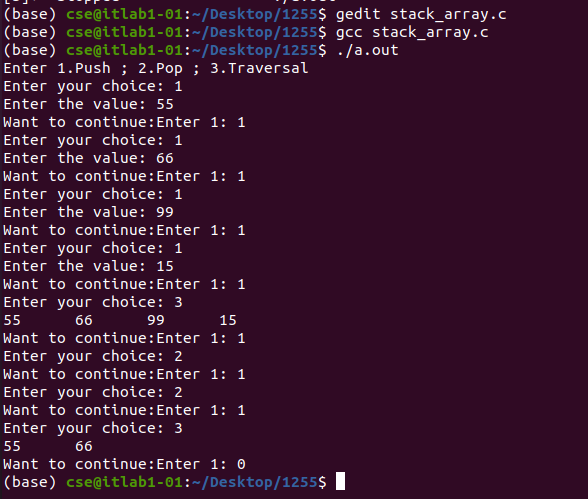 (base) cse@itlab1-01:~/Desktop/1255$ gedit stack_array.c
(base) cse@itlab1-01:~/Desktop/1255$ gcc stack_array.c
(base) cse@itlab1-01:~/Desktop/1255$ ./a.out
Enter 1.Push ; 2.Pop ; 3.Traversal
Enter your choice: 1
Enter the value: 55
Want to continue:Enter 1: 1
Enter your choice: 1
Enter the value: 66
Want to continue:Enter 1: 1
Enter your choice: 1
Enter the value: 99
Want to continue:Enter 1: 1
Enter your choice: 1
Enter the value: 15
Want to continue:Enter 1: 1
Enter your choice: 3
55      66      99      15
Want to continue:Enter 1: 1
Enter your choice: 2
Want to continue:Enter 1: 1
Enter your choice: 2
Want to continue:Enter 1: 1
Enter your choice: 3
55      66
Want to continue:Enter 1: 0
(base) cse@itlab1-01:~/Desktop/1255$